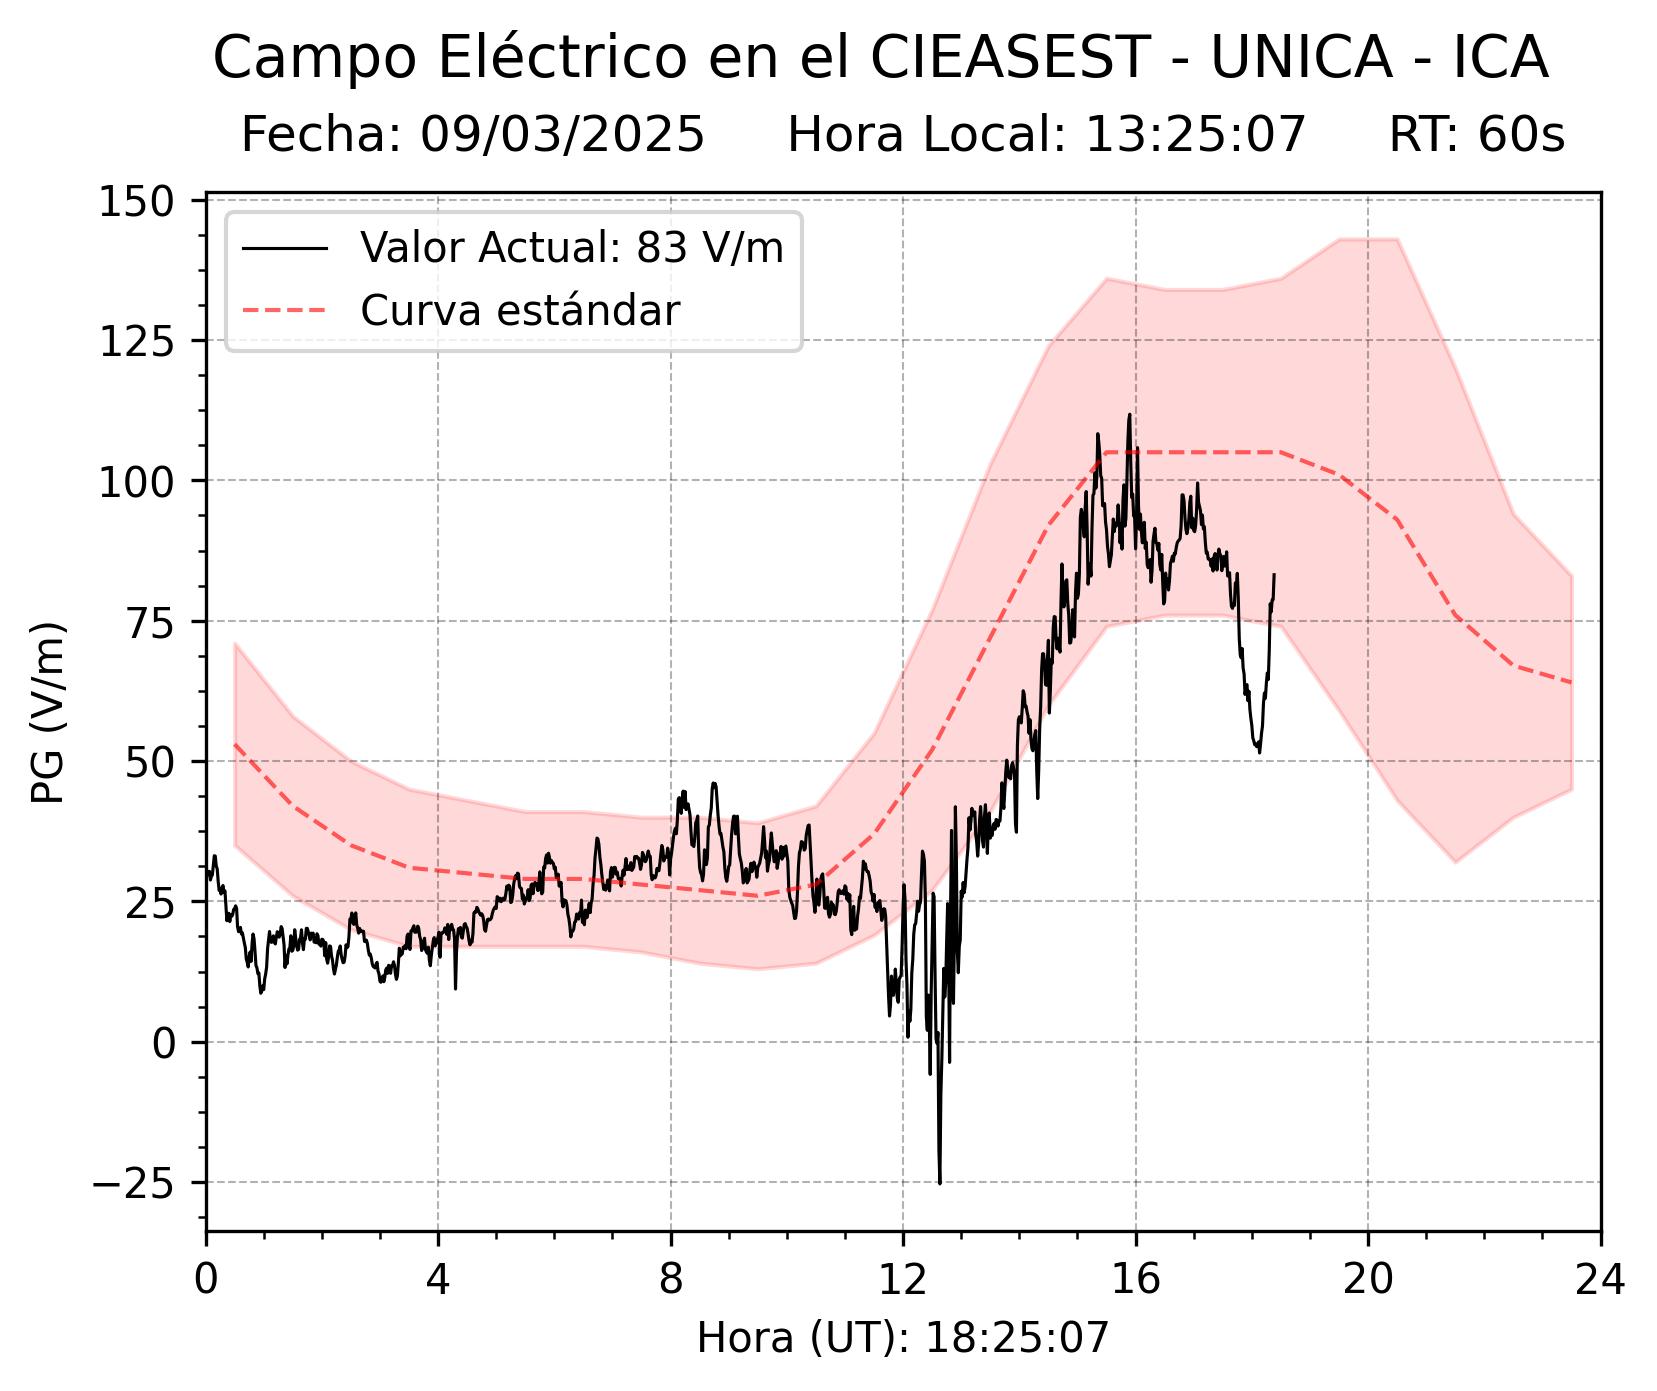 Campo Eléctrico en el CIEASEST - UNICA - ICA
Fecha: 09/03/2025 Hora Local: 13:25:07 RT: 60s
Valor Actual: 83 V/m
Curva estándar
PG (V/m)
150
125
100
75
50
25
0
−25
0 4 8 12 16 20 24
Hora (UT): 18:25:07